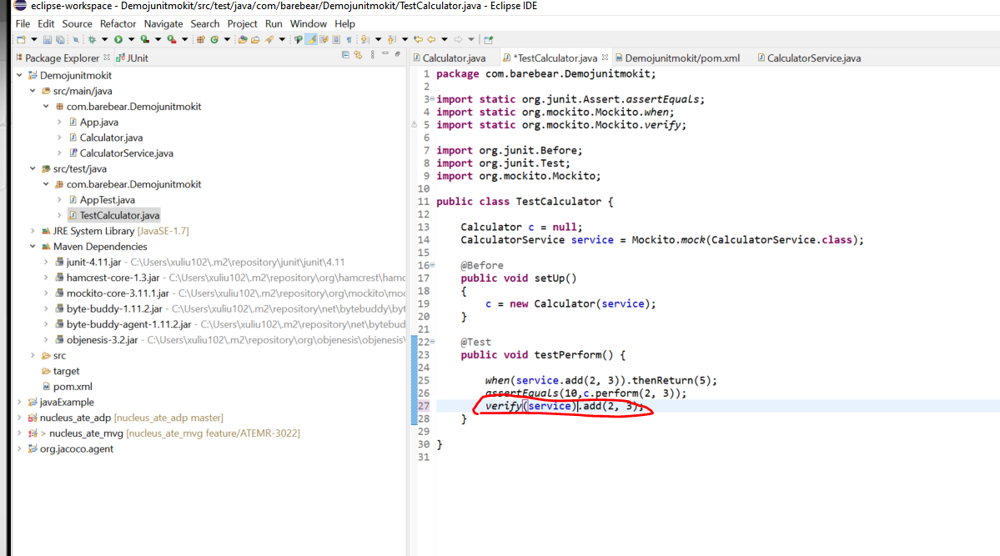 eclipse-workspace - Demojunitmokit/src/test/java/com/barebear/Demojunitmokit/TestCalculator.java - Eclipse IDE
File Edit Source Refactor Navigate Search Project Run Window Help
Package Explorer JUnit
Calculator.java *TestCalculator.java Demojunitmokit/pom.xml CalculatorService.java
Demojunitmokit
src/main/java
com.barebear.Demojunitmokit
App.java
Calculator.java
CalculatorService.java
src/test/java
com.barebear.Demojunitmokit
AppTest.java
TestCalculator.java
JRE System Library [JavaSE-1.7]
Maven Dependencies
junit-4.11.jar - C:\Users\xuliu102\.m2\repository\junit\junit\4.11
hamcrest-core-1.3.jar - C:\Users\xuliu102\.m2\repository\org\hamcrest\hamc
mockito-core-3.11.1.jar - C:\Users\xuliu102\.m2\repository\org\mockito\moc
byte-buddy-1.11.2.jar - C:\Users\xuliu102\.m2\repository\net\bytebuddy\byt
byte-buddy-agent-1.11.2.jar - C:\Users\xuliu102\.m2\repository\net\bytebud
objenesis-3.2.jar - C:\Users\xuliu102\.m2\repository\org\objenesis\objenesis\
src
target
pom.xml
javaExample
nucleus_ate_adp [nucleus_ate_adp master]
> nucleus_ate_mvg [nucleus_ate_mvg feature/ATEMR-3022]
org.jacoco.agent
1 package com.barebear.Demojunitmokit;
2
3 import static org.junit.Assert.assertEquals;
4 import static org.mockito.Mockito.when;
5 import static org.mockito.Mockito.verify;
6
7 import org.junit.Before;
8 import org.junit.Test;
9 import org.mockito.Mockito;
10
11 public class TestCalculator {
12
13 Calculator c = null;
14 CalculatorService service = Mockito.mock(CalculatorService.class);
15
16 @Before
17 public void setUp()
18 {
19 c = new Calculator(service);
20 }
21
22 @Test
23 public void testPerform() {
24
25 when(service.add(2, 3)).thenReturn(5);
26 assertEquals(10,c.perform(2, 3));
27 verify(service).add(2, 3);
28 }
29
30 }
31